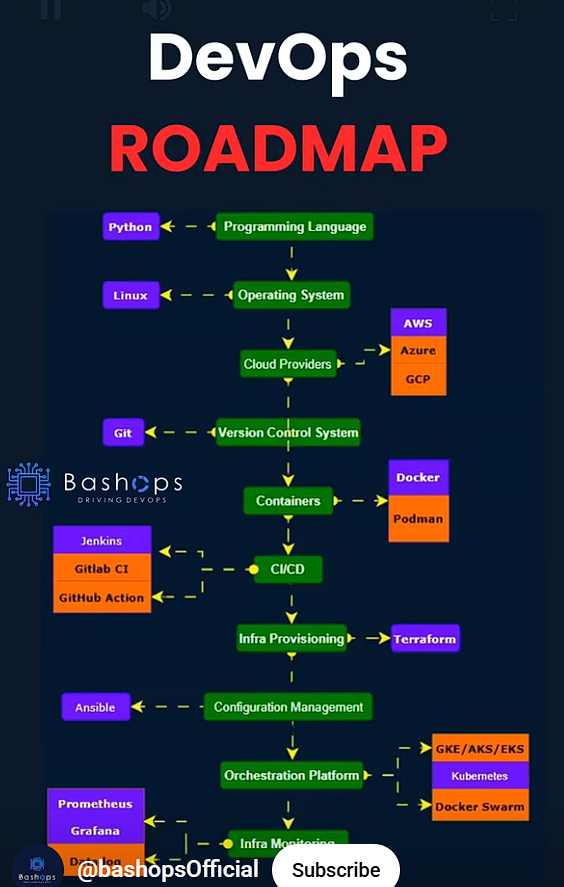 DevOps
ROADMAP
Python
Programming Language
Linux
Operating System
AWS
Azure
GCP
Cloud Providers
Git
Version Control System
Bashops
DRIVING DEVOPS
Docker
Podman
Containers
Jenkins
Gitlab CI
GitHub Action
CI/CD
Infra Provisioning
Terraform
Ansible
Configuration Management
GKE/AKS/EKS
Kubernetes
Docker Swarm
Orchestration Platform
Prometheus
Grafana
Infra Monitoring
Bashops
@bashopsOfficial
Subscribe